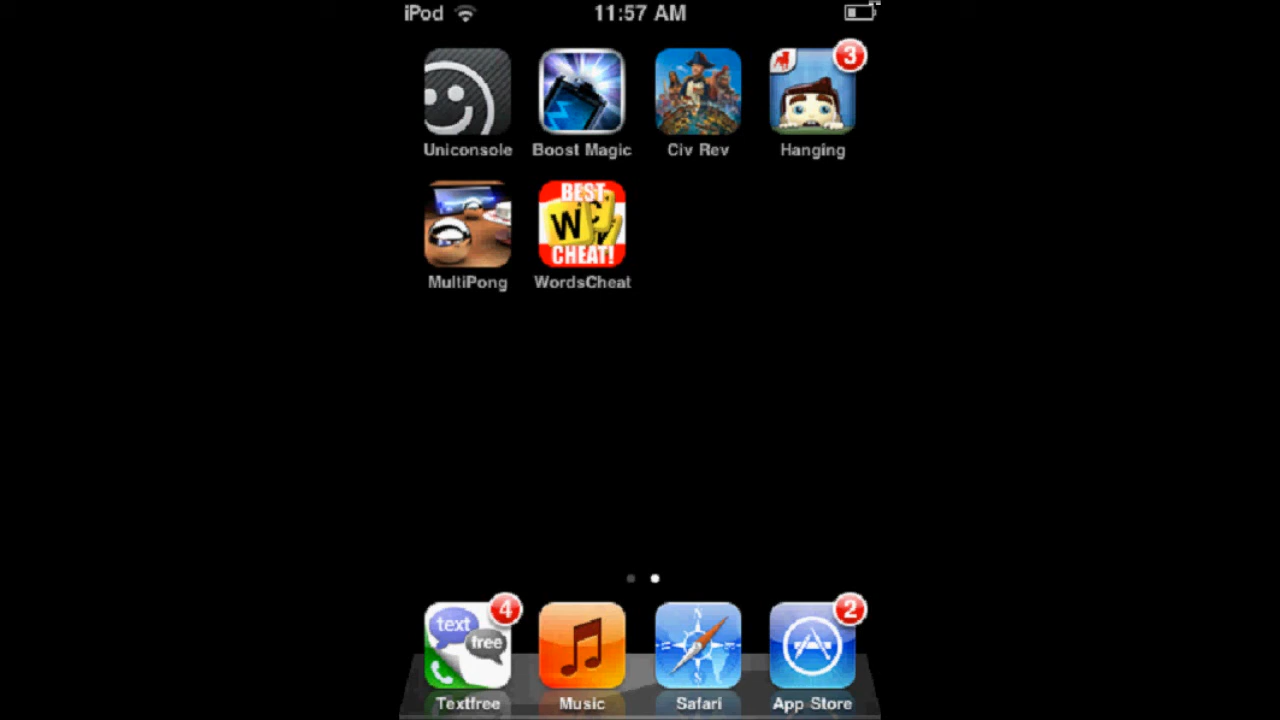 iPod 11:57 AM
3
Uniconsole Boost Magic Civ Rev Hanging
BEST
W C
CHEAT!
MultiPong WordsCheat
4 2
text
free
Textfree Music Safari App Store